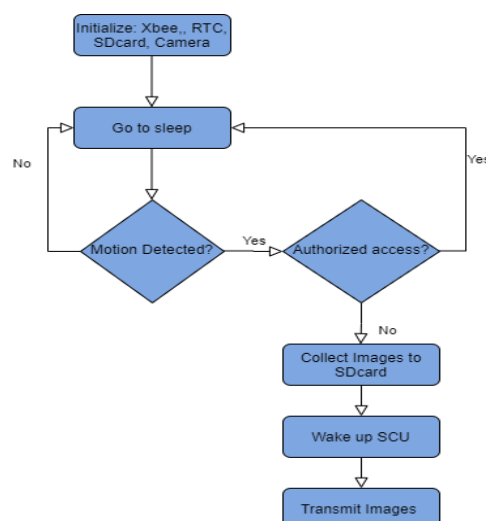 Initialize: Xbee,, RTC,
SDcard, Camera
Go to sleep
No
Yes
Motion Detected?
Yes
Authorized access?
No
Collect Images to
SDcard
Wake up SCU
Transmit Images